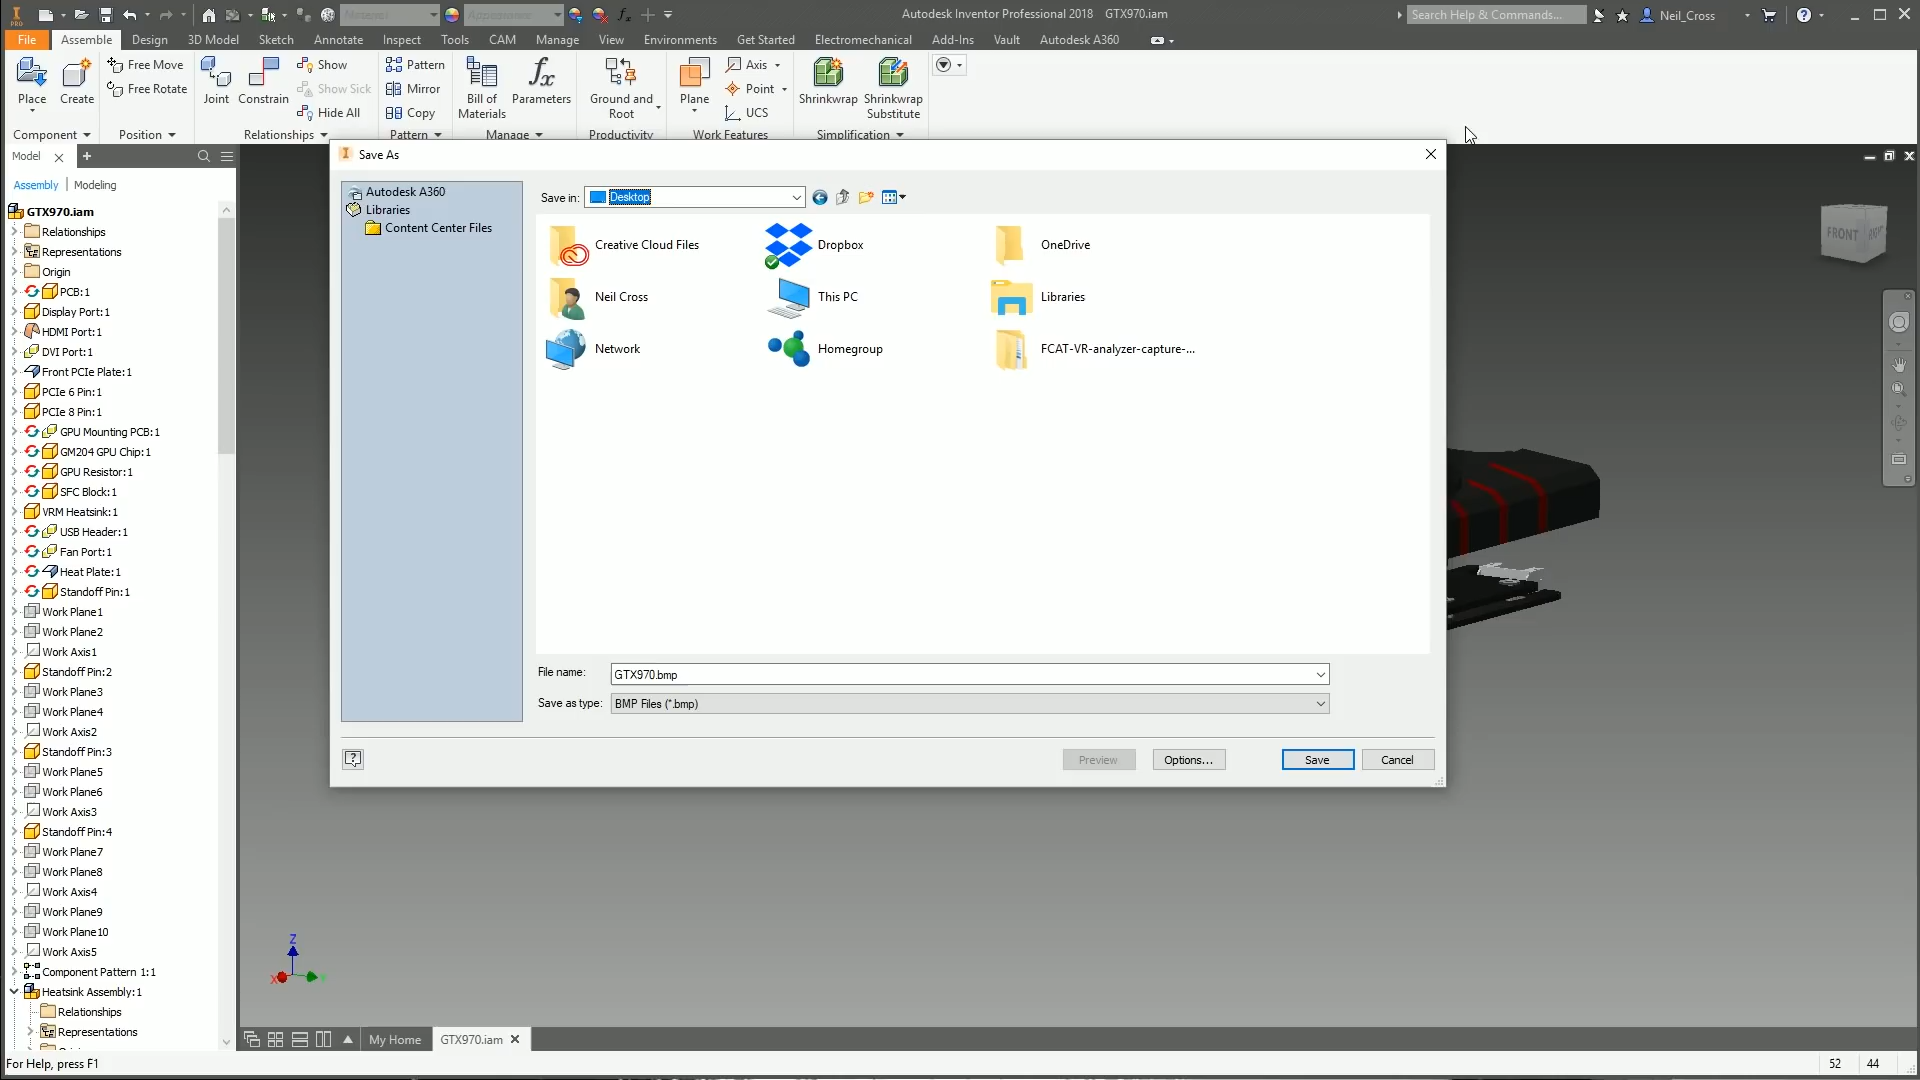 PRO
Material
Appearance
Autodesk Inventor Professional 2018 GTX970.iam
Search Help & Commands...
Neil_Cross
File
Assemble
Design
3D Model
Sketch
Annotate
Inspect
Tools
CAM
Manage
View
Environments
Get Started
Electromechanical
Add-Ins
Vault
Autodesk A360
Place
Create
Free Move
Free Rotate
Joint
Constrain
Show
Show Sick
Hide All
Pattern
Mirror
Copy
Bill of
Materials
Parameters
Ground and
Root
Plane
Axis
Point
UCS
Shrinkwrap
Shrinkwrap
Substitute
Component
Position
Relationships
Pattern
Manage
Productivity
Work Features
Simplification
Model
Assembly
Modeling
GTX970.iam
Relationships
Representations
Origin
PCB:1
Display Port:1
HDMI Port:1
DVI Port:1
Front PCIe Plate:1
PCIe 6 Pin:1
PCIe 8 Pin:1
GPU Mounting PCB:1
GM204 GPU Chip:1
GPU Resistor:1
SFC Block:1
VRM Heatsink:1
USB Header:1
Fan Port:1
Heat Plate:1
Standoff Pin:1
Work Plane1
Work Plane2
Work Axis1
Standoff Pin:2
Work Plane3
Work Plane4
Work Axis2
Standoff Pin:3
Work Plane5
Work Plane6
Work Axis3
Standoff Pin:4
Work Plane7
Work Plane8
Work Axis4
Work Plane9
Work Plane10
Work Axis5
Component Pattern 1:1
Heatsink Assembly:1
Relationships
Representations
Save As
Autodesk A360
Libraries
Content Center Files
Save in: Desktop
Creative Cloud Files
Dropbox
OneDrive
Neil Cross
This PC
Libraries
Network
Homegroup
FCAT-VR-analyzer-capture-...
File name: GTX970.bmp
Save as type: BMP Files (*.bmp)
Preview
Options...
Save
Cancel
FRONT
Z
X
My Home
GTX970.iam
For Help, press F1
52
44